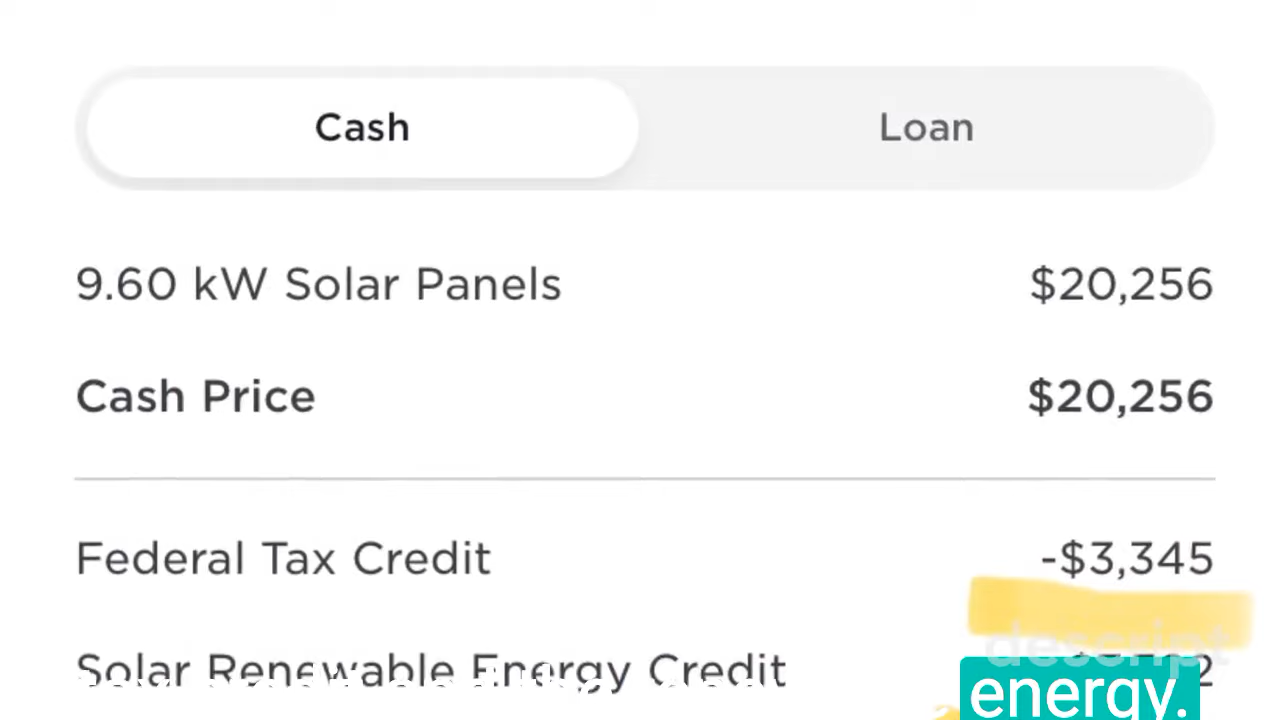 Cash
Loan
9.60 kW Solar Panels $20,256
Cash Price $20,256
Federal Tax Credit -$3,345
descript
Solar Renewable Energy Credit
energy.